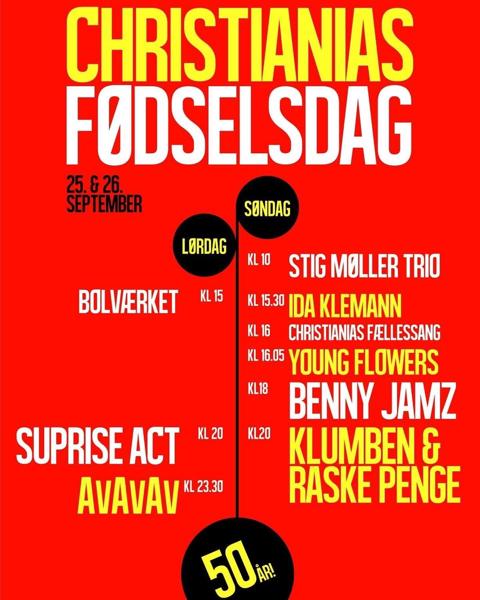 CHRISTIANIAS
FØDSELSDAG
25. & 26.
SEPTEMBER
LØRDAG
BOLVÆRKET KL 15
SUPRISE ACT KL 20
AVAVAV KL 23.30
SØNDAG
KL 10 STIG MØLLER TRIO
KL 15.30 IDA KLEMANN
KL 16 CHRISTIANIAS FÆLLESSANG
KL 16.05 YOUNG FLOWERS
KL18 BENNY JAMZ
KL20 KLUMBEN &
RASKE PENGE
50 ÅR!